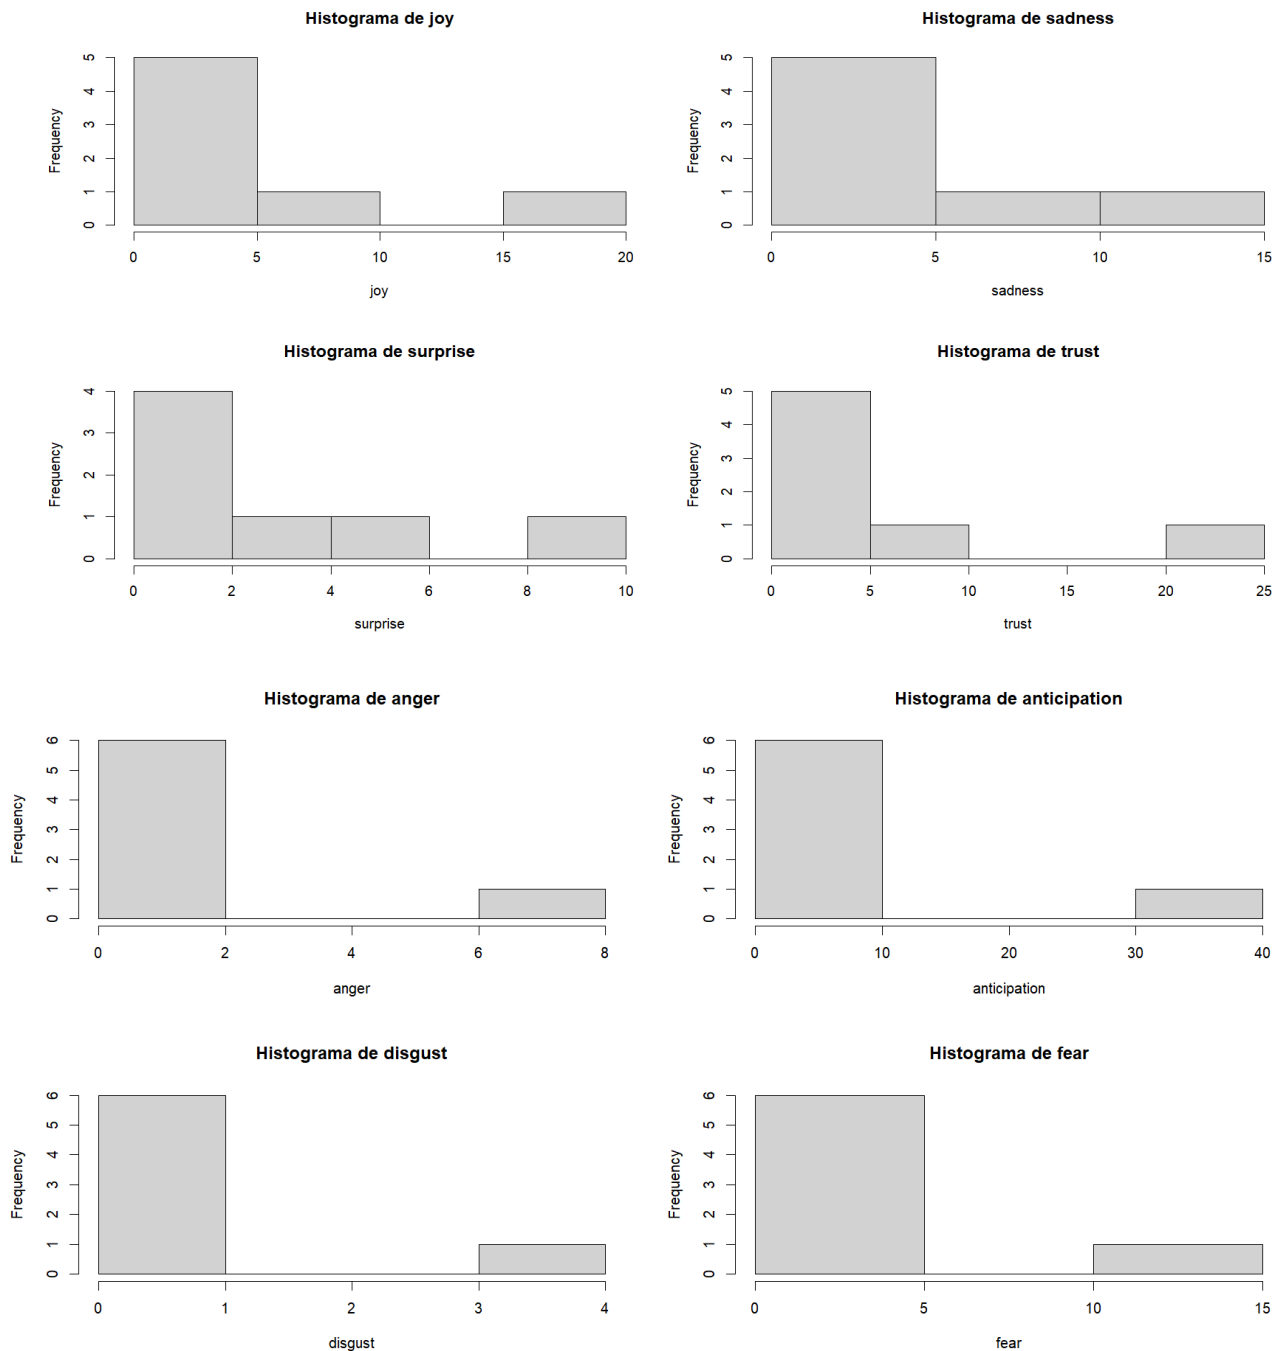 Histograma de joy
Frequency
0 1 2 3 4 5
0 5 10 15 20
joy
Histograma de sadness
Frequency
0 1 2 3 4 5
0 5 10 15
sadness
Histograma de surprise
Frequency
0 1 2 3 4
0 2 4 6 8 10
surprise
Histograma de trust
Frequency
0 1 2 3 4 5
0 5 10 15 20 25
trust
Histograma de anger
Frequency
0 1 2 3 4 5 6
0 2 4 6 8
anger
Histograma de anticipation
Frequency
0 1 2 3 4 5 6
0 10 20 30 40
anticipation
Histograma de disgust
Frequency
0 1 2 3 4 5 6
0 1 2 3 4
disgust
Histograma de fear
Frequency
0 1 2 3 4 5 6
0 5 10 15
fear